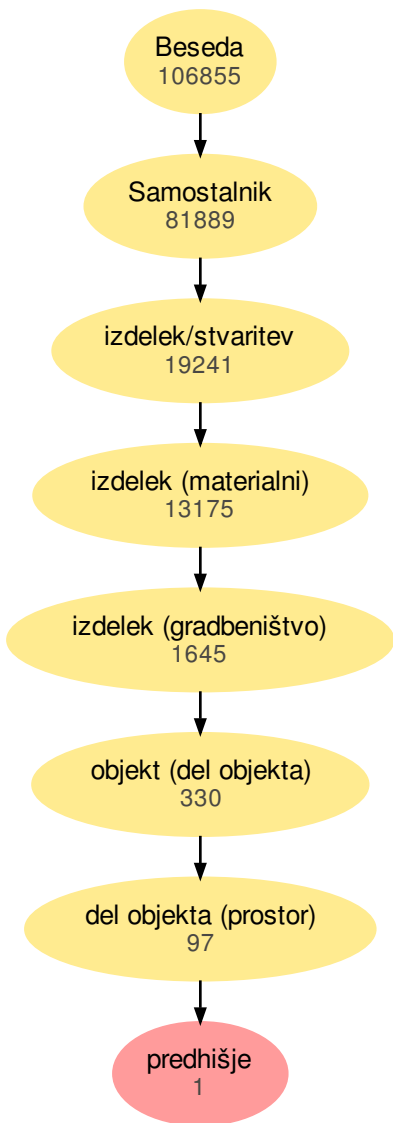 Beseda
106855
Samostalnik
81889
izdelek/stvaritev
19241
izdelek (materialni)
13175
izdelek (gradbeništvo)
1645
objekt (del objekta)
330
del objekta (prostor)
97
predhišje
1